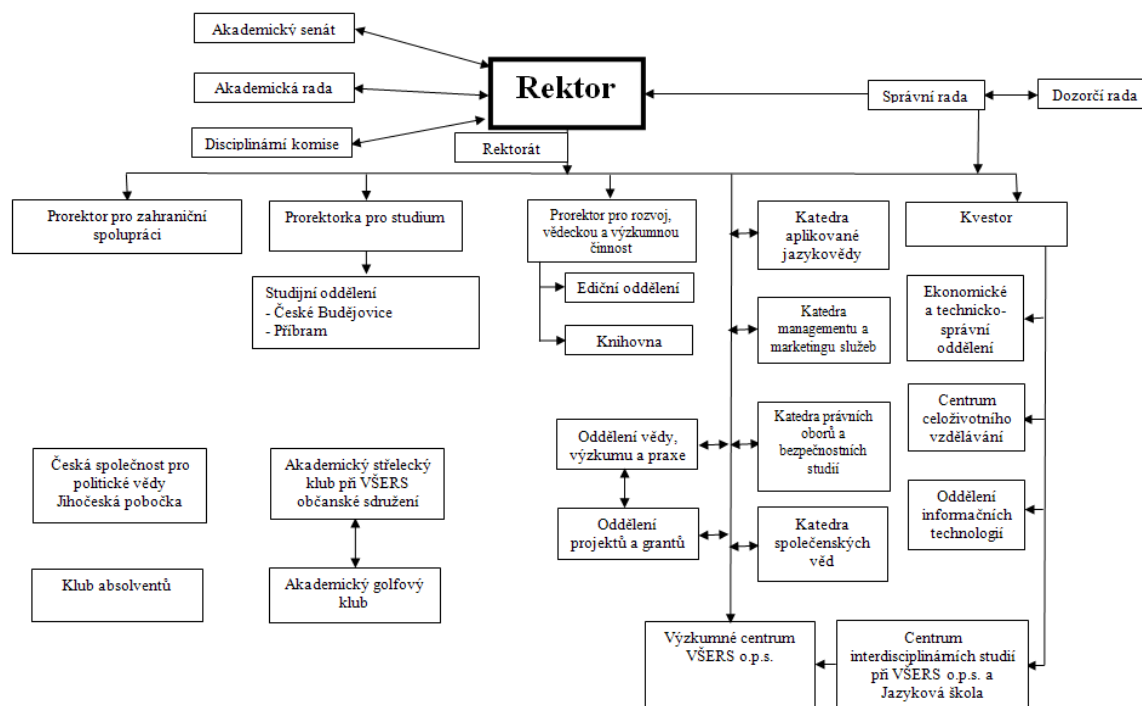 Akademický senát
Akademická rada
Disciplinární komise
Rektor
Rektorát
Správní rada
Dozorčí rada
Prorektor pro zahraniční
spolupráci
Prorektorka pro studium
Prorektor pro rozvoj,
vědeckou a výzkumnou
činnost
Katedra
aplikované
jazykovědy
Kvestor
Studijní oddělení
- České Budějovice
- Příbram
Ediční oddělení
Knihovna
Katedra
managementu a
marketingu služeb
Ekonomické
a technicko-
správní
oddělení
Česká společnost pro
politické vědy
Jihočeská pobočka
Akademický střelecký
klub při VŠERS
občanské sdružení
Oddělení vědy,
výzkumu a praxe
Katedra právních
oborů a
bezpečnostních
studií
Centrum
celoživotního
vzdělávání
Klub absolventů
Akademický golfový
klub
Oddělení
projektů a grantů
Katedra
společenských
věd
Oddělení
informačních
technologií
Výzkumné centrum
VŠERS o.p.s.
Centrum
interdisciplinárních studií
při VŠERS o.p.s. a
Jazyková škola